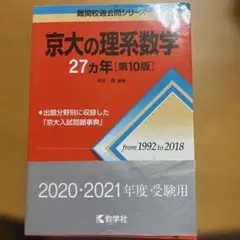 難関校過去問シリーズ
京大の理系数学
27カ年[第10版]
編著
◆出題分野別に収録した
「京大入試問題事典」
from 1992 to 2018
2020・2021年度受験用
数学社